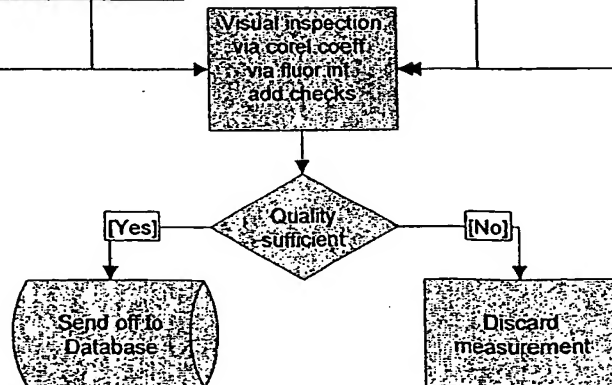 Visual inspection
via corel.coeff.
via fluor.int.
add.checks
Quality
sufficient
[Yes]
[No]
Send off to
Database
Discard
measurement